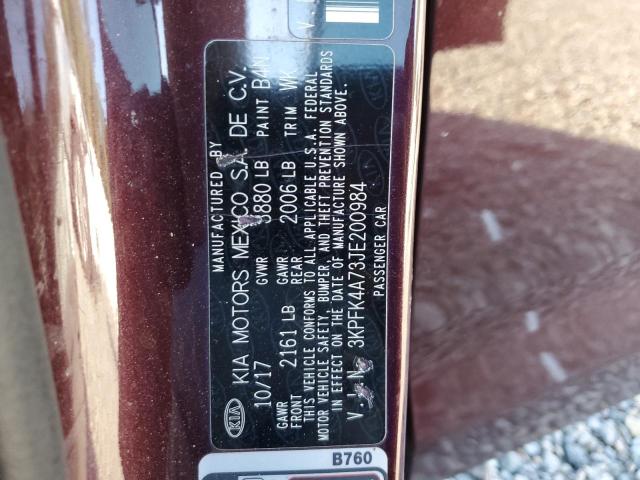 MANUFACTURED BY
KIA KIA MOTORS MEXICO S.A. DE C.V.
10/17 GVWR 3880 LB PAINT B4N
GAWR FRONT 2161 LB GAWR REAR 2006 LB TRIM WK
THIS VEHICLE CONFORMS TO ALL APPLICABLE U.S.A. FEDERAL
MOTOR VEHICLE SAFETY, BUMPER, AND THEFT PREVENTION STANDARDS
IN EFFECT ON THE DATE OF MANUFACTURE SHOWN ABOVE.
V I N 3KPFK4A73JE200984
PASSENGER CAR
B760